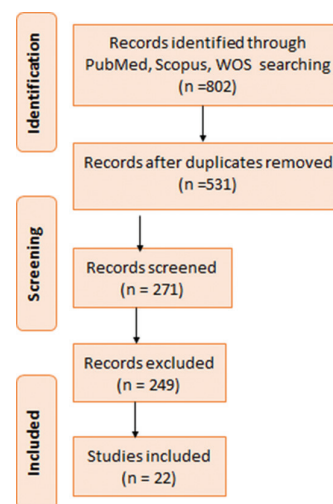 Identification
Records identified through
PubMed, Scopus, WOS searching
(n =802)
Records after duplicates removed
(n =531)
Screening
Records screened
(n = 271)
Records excluded
(n = 249)
Included
Studies included
(n = 22)